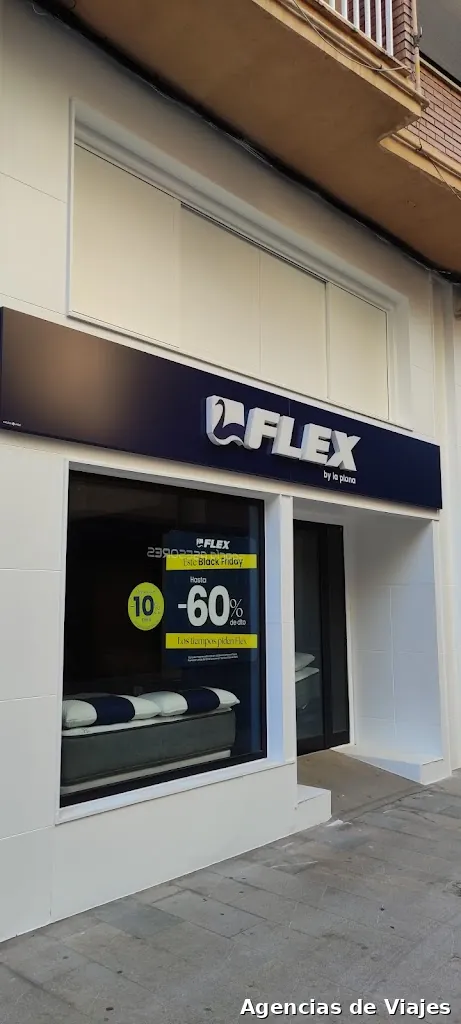 FLEX
by la plana
FLEX
Este Black Friday
Hasta
-60%
de dto
10
Los tiempos piden Flex
Agencias de Viajes